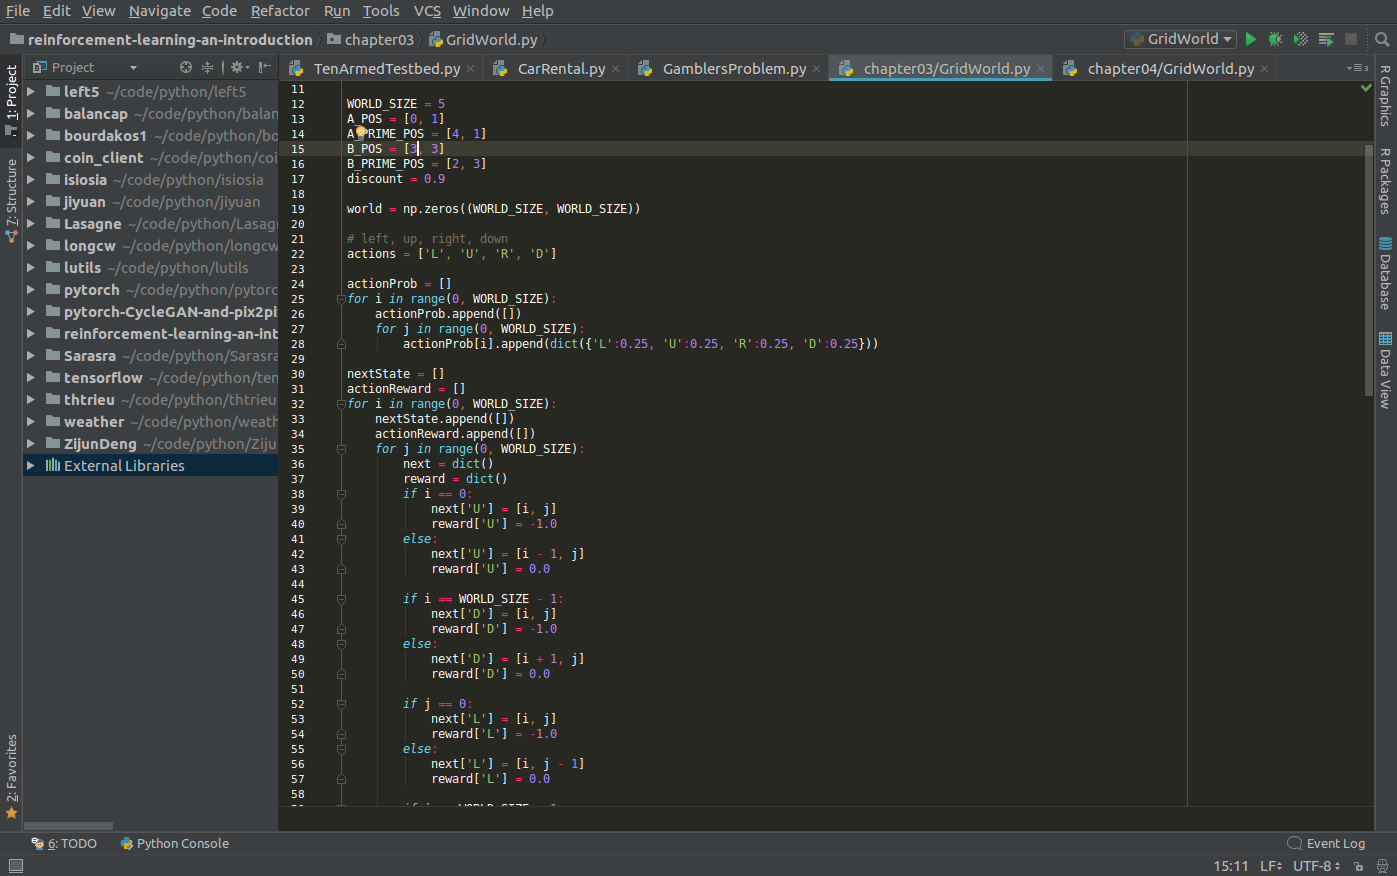 File Edit View Navigate Code Refactor Run Tools VCS Window Help
reinforcement-learning-an-introduction chapter03 GridWorld.py GridWorld
1: Project
7: Structure
2: Favorites
Project
left5 ~/code/python/left5
balancap ~/code/python/balan
bourdakos1 ~/code/python/bo
coin_client ~/code/python/coi
isiosia ~/code/python/isiosia
jiyuan ~/code/python/jiyuan
Lasagne ~/code/python/Lasagn
longcw ~/code/python/longcw
lutils ~/code/python/lutils
pytorch ~/code/python/pytorc
pytorch-CycleGAN-and-pix2pi
reinforcement-learning-an-int
Sarasra ~/code/python/Sarasra
tensorflow ~/code/python/ten
thtrieu ~/code/python/thtrieu
weather ~/code/python/weath
ZijunDeng ~/code/python/Ziju
External Libraries
TenArmedTestbed.py CarRental.py GamblersProblem.py chapter03/GridWorld.py chapter04/GridWorld.py
11
12 WORLD_SIZE = 5
13 A_POS = [0, 1]
14 A_PRIME_POS = [4, 1]
15 B_POS = [3, 3]
16 B_PRIME_POS = [2, 3]
17 discount = 0.9
18
19 world = np.zeros((WORLD_SIZE, WORLD_SIZE))
20
21 # left, up, right, down
22 actions = ['L', 'U', 'R', 'D']
23
24 actionProb = []
25 for i in range(0, WORLD_SIZE):
26 actionProb.append([])
27 for j in range(0, WORLD_SIZE):
28 actionProb[i].append(dict({'L':0.25, 'U':0.25, 'R':0.25, 'D':0.25}))
29
30 nextState = []
31 actionReward = []
32 for i in range(0, WORLD_SIZE):
33 nextState.append([])
34 actionReward.append([])
35 for j in range(0, WORLD_SIZE):
36 next = dict()
37 reward = dict()
38 if i == 0:
39 next['U'] = [i, j]
40 reward['U'] = -1.0
41 else:
42 next['U'] = [i - 1, j]
43 reward['U'] = 0.0
44
45 if i == WORLD_SIZE - 1:
46 next['D'] = [i, j]
47 reward['D'] = -1.0
48 else:
49 next['D'] = [i + 1, j]
50 reward['D'] = 0.0
51
52 if j == 0:
53 next['L'] = [i, j]
54 reward['L'] = -1.0
55 else:
56 next['L'] = [i, j - 1]
57 reward['L'] = 0.0
58
R Graphics
R Packages
Database
Data View
6: TODO Python Console Event Log
15:11 LF UTF-8